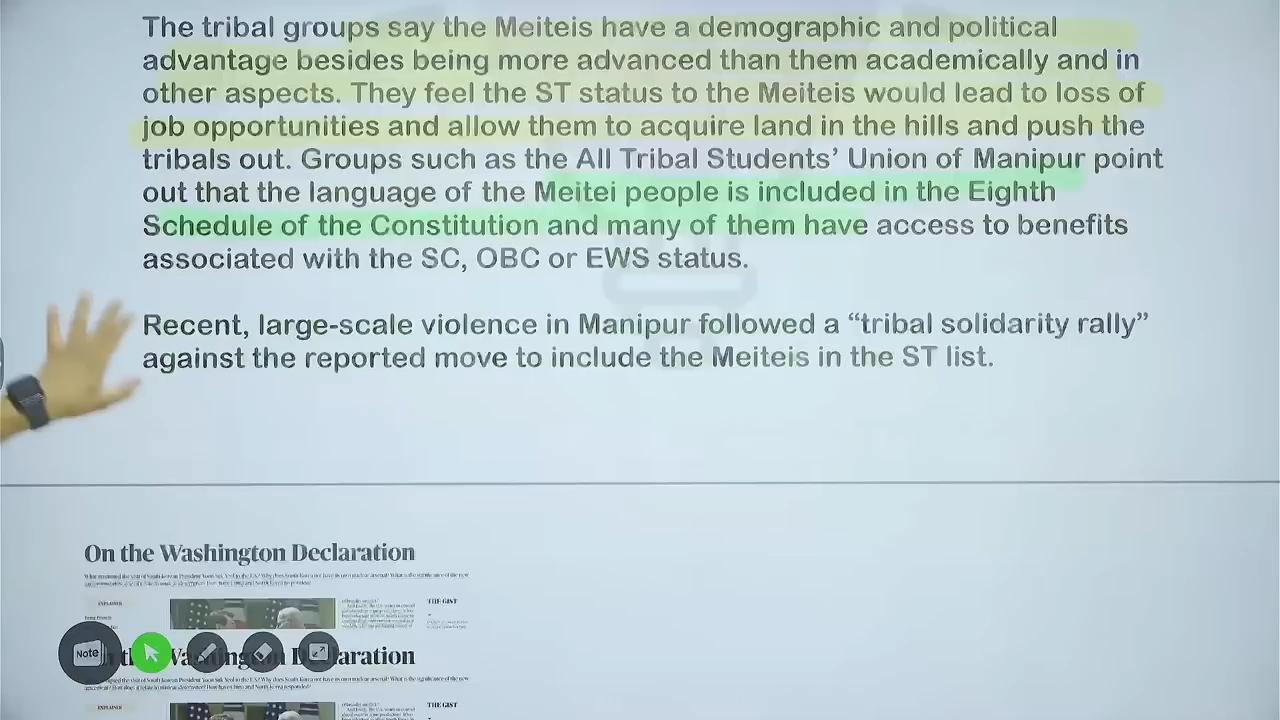 The tribal groups say the Meiteis have a demographic and political
advantage besides being more advanced than them academically and in
other aspects. They feel the ST status to the Meiteis would lead to loss of
job opportunities and allow them to acquire land in the hills and push the
tribals out. Groups such as the All Tribal Students’ Union of Manipur point
out that the language of the Meitei people is included in the Eighth
Schedule of the Constitution and many of them have access to benefits
associated with the SC, OBC or EWS status.
Recent, large-scale violence in Manipur followed a “tribal solidarity rally”
against the reported move to include the Meiteis in the ST list.
On the Washington Declaration
EXPLAINER
THE GIST
Note
Declaration
EXPLAINER
THE GIST